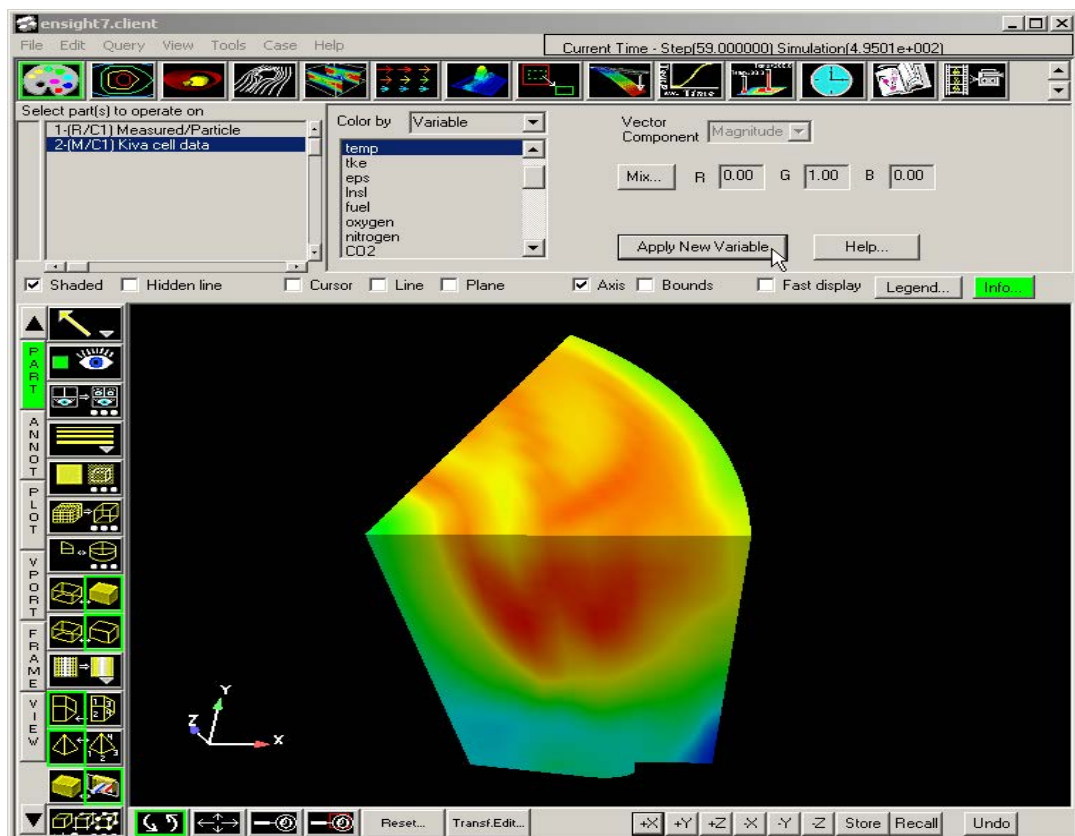 ensight7.client
File Edit Query View Tools Case Help
Current Time - Step(59.000000) Simulation(4.9501e+002)
Select part(s) to operate on
1-(R/C1) Measured/Particle
2-(M/C1) Kiva cell data
Color by Variable
temp
tke
eps
lnsl
fuel
oxygen
nitrogen
CO2
Vector
Component Magnitude
Mix... R 0.00 G 1.00 B 0.00
Apply New Variable Help...
Shaded Hidden line Cursor Line Plane Axis Bounds Fast display Legend... Info...
PART
ANNOT
PLOT
VPORT
FRAME
VIEW
Y
Z
X
Reset... Transf.Edit... +X +Y +Z -X -Y -Z Store Recall Undo